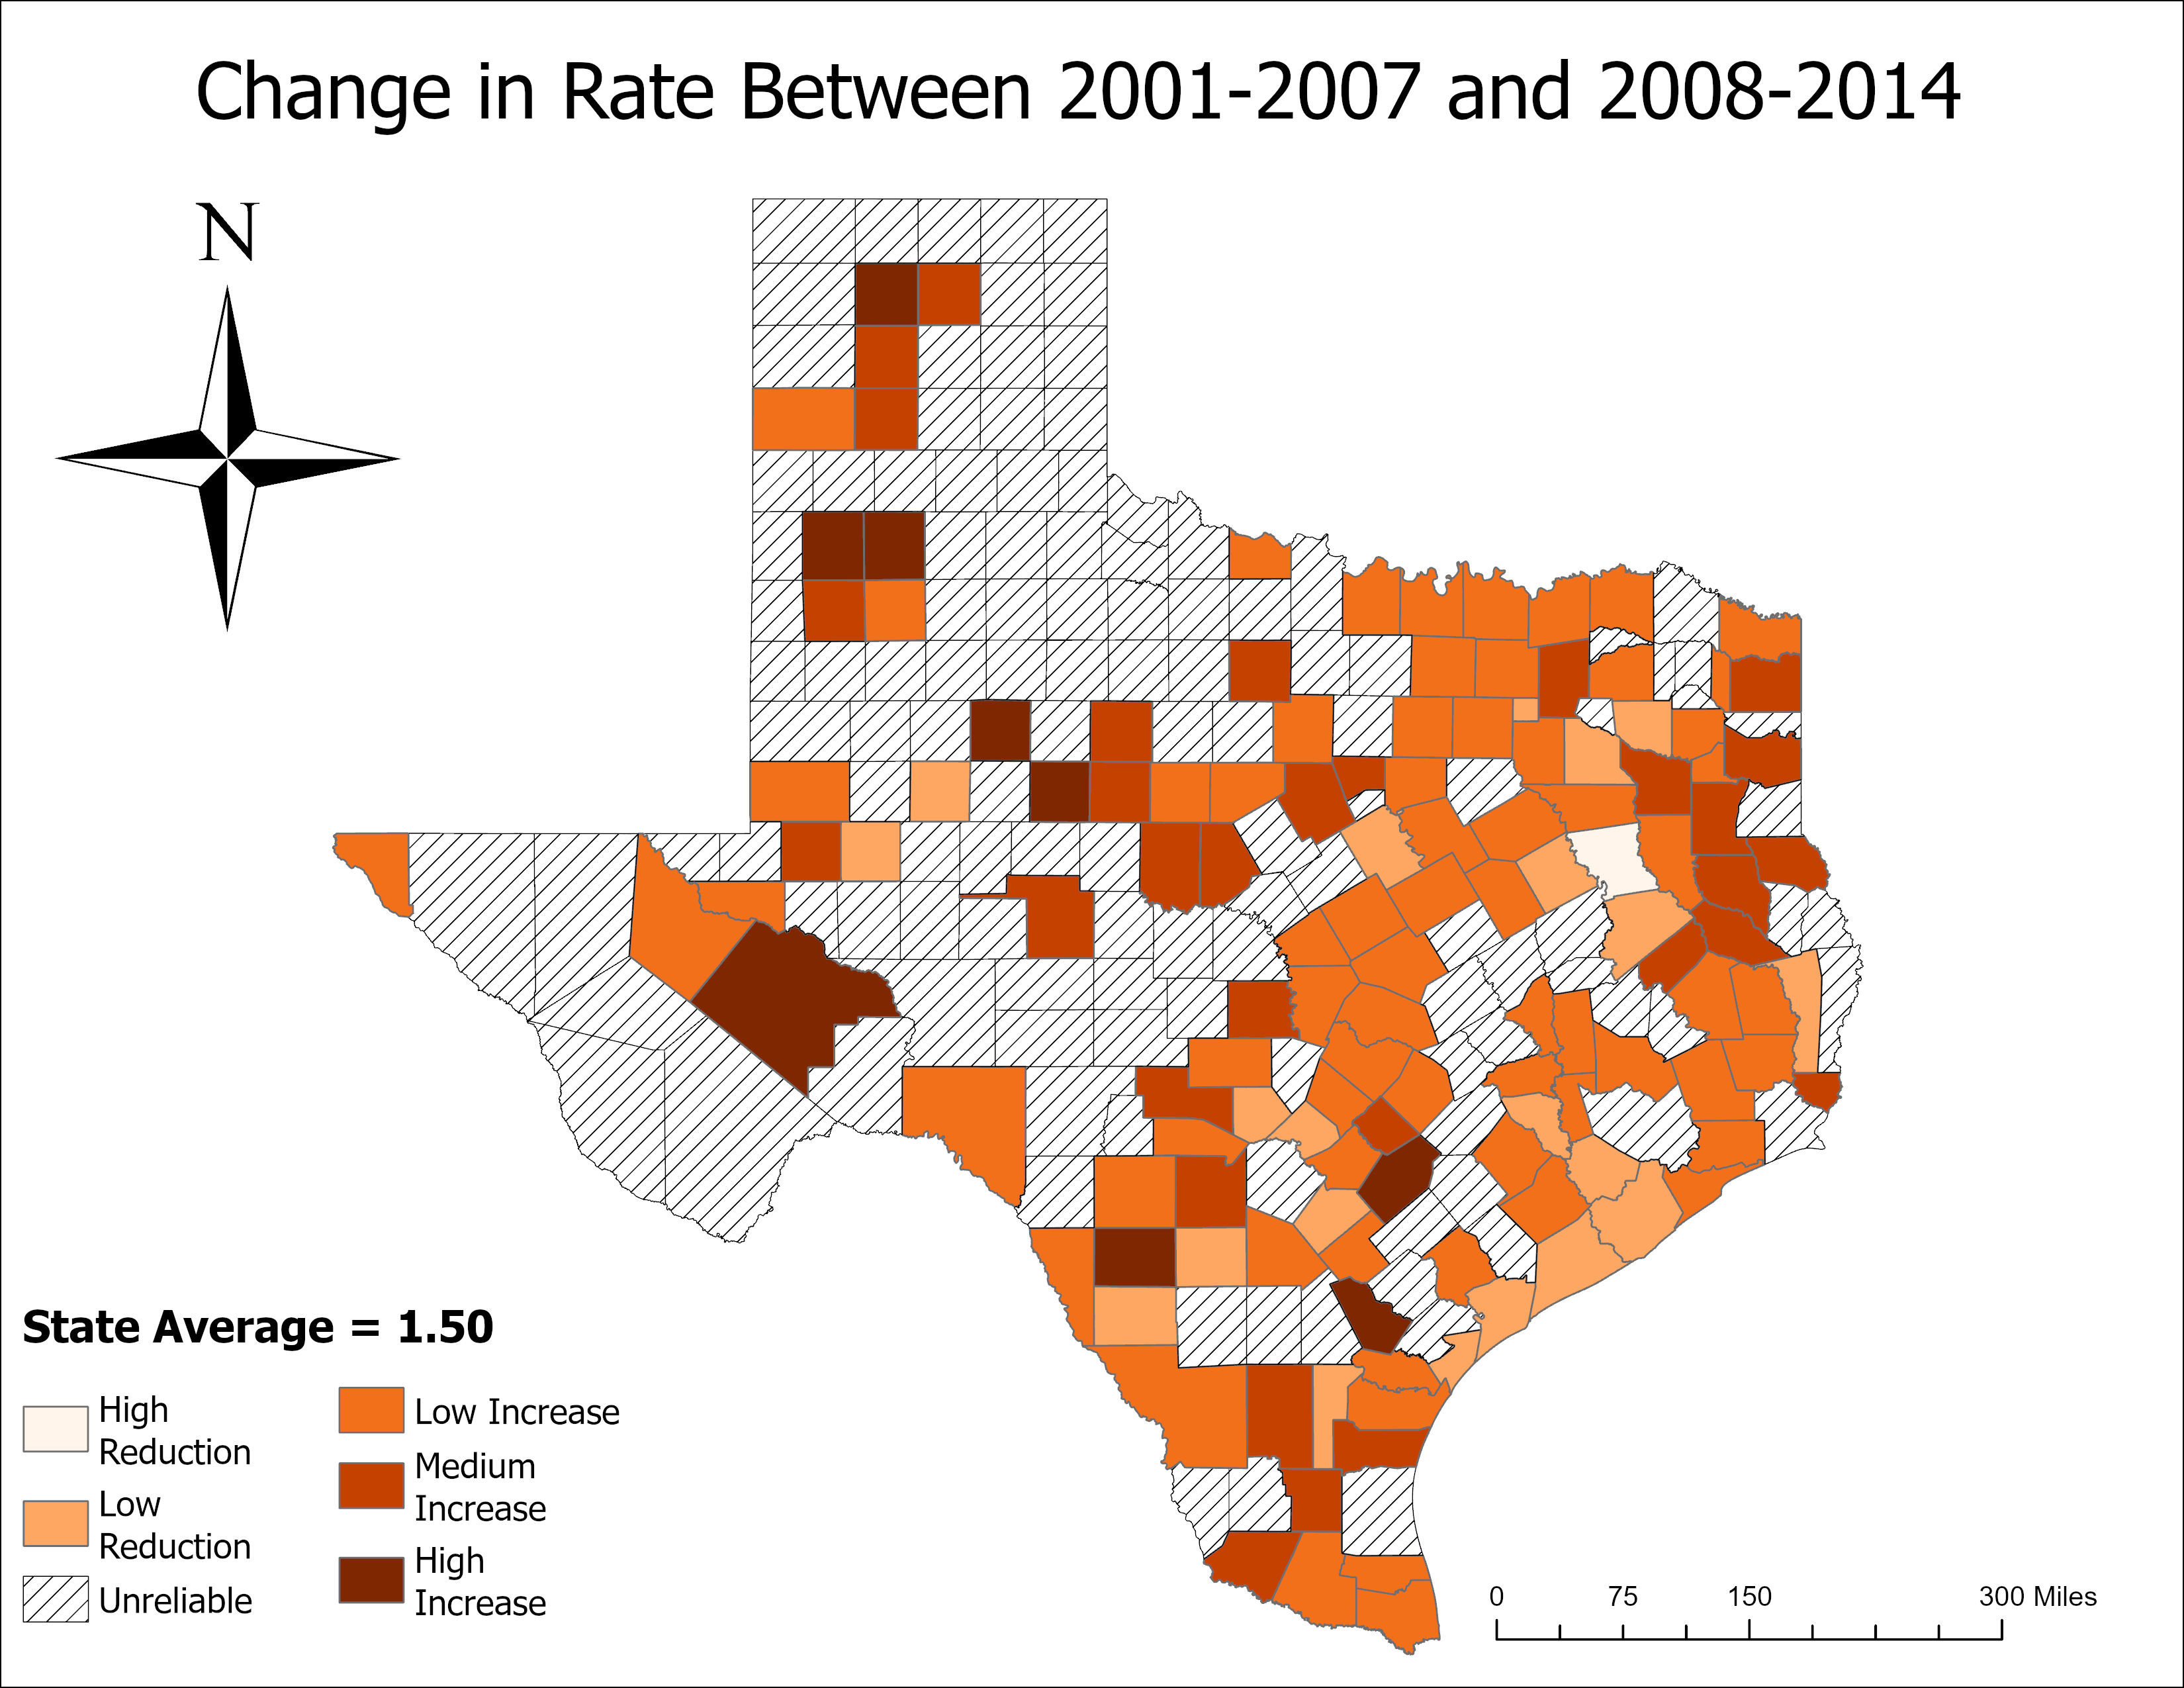 Change in Rate Between 2001-2007 and 2008-2014
N
State Average = 1.50
High
Reduction
Low
Reduction
Unreliable
Low Increase
Medium
Increase
High
Increase
0 75 150 300 Miles